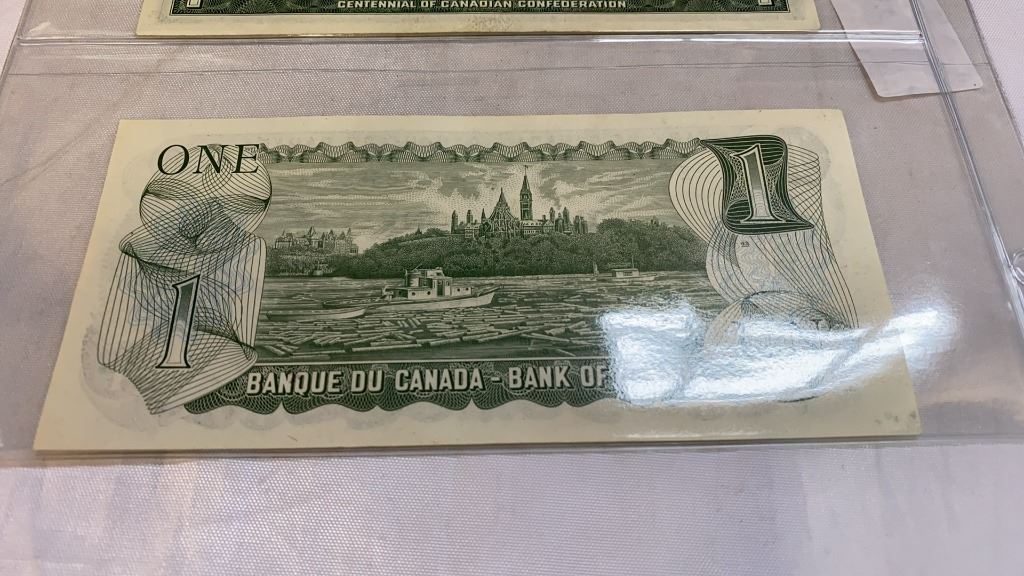 CENTENNIAL OF CANADIAN CONFEDERATION
ONE
1
1
BANQUE DU CANADA - BANK OF